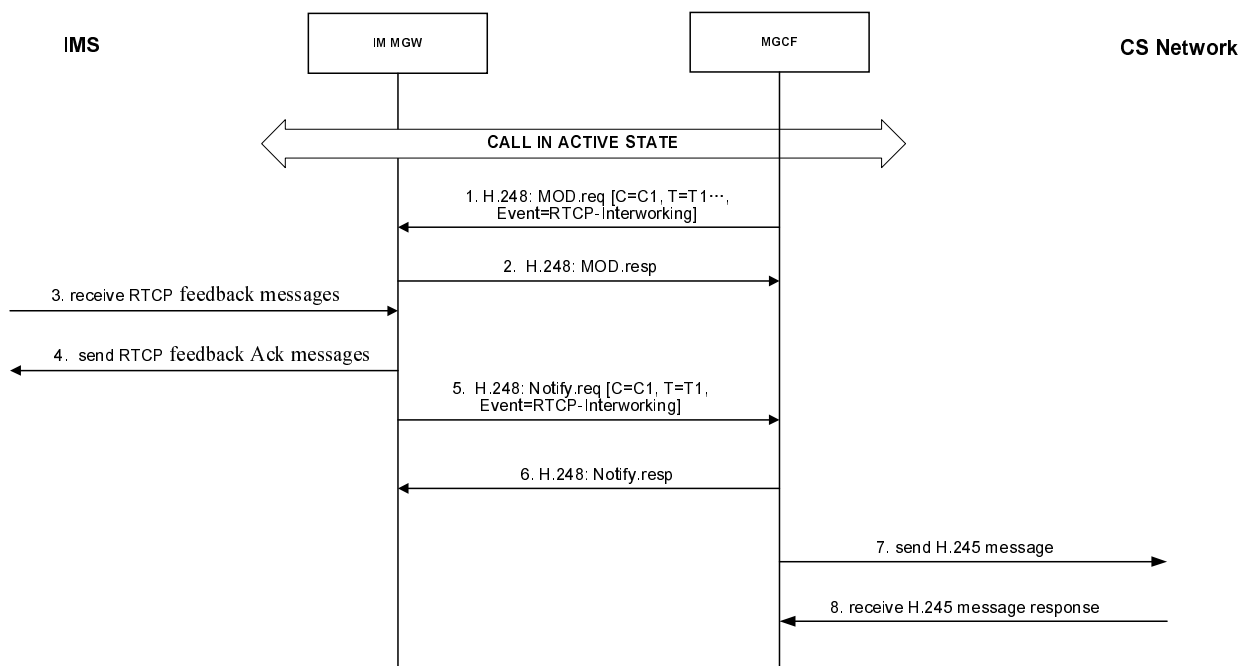 IMS
IM MGW
MGCF
CS Network
CALL IN ACTIVE STATE
1. H.248: MOD.req [C=C1, T=T1…,
Event=RTCP-Interworking]
2. H.248: MOD.resp
3. receive RTCP feedback messages
4. send RTCP feedback Ack messages
5. H.248: Notify.req [C=C1, T=T1,
Event=RTCP-Interworking]
6. H.248: Notify.resp
7. send H.245 message
8. receive H.245 message response